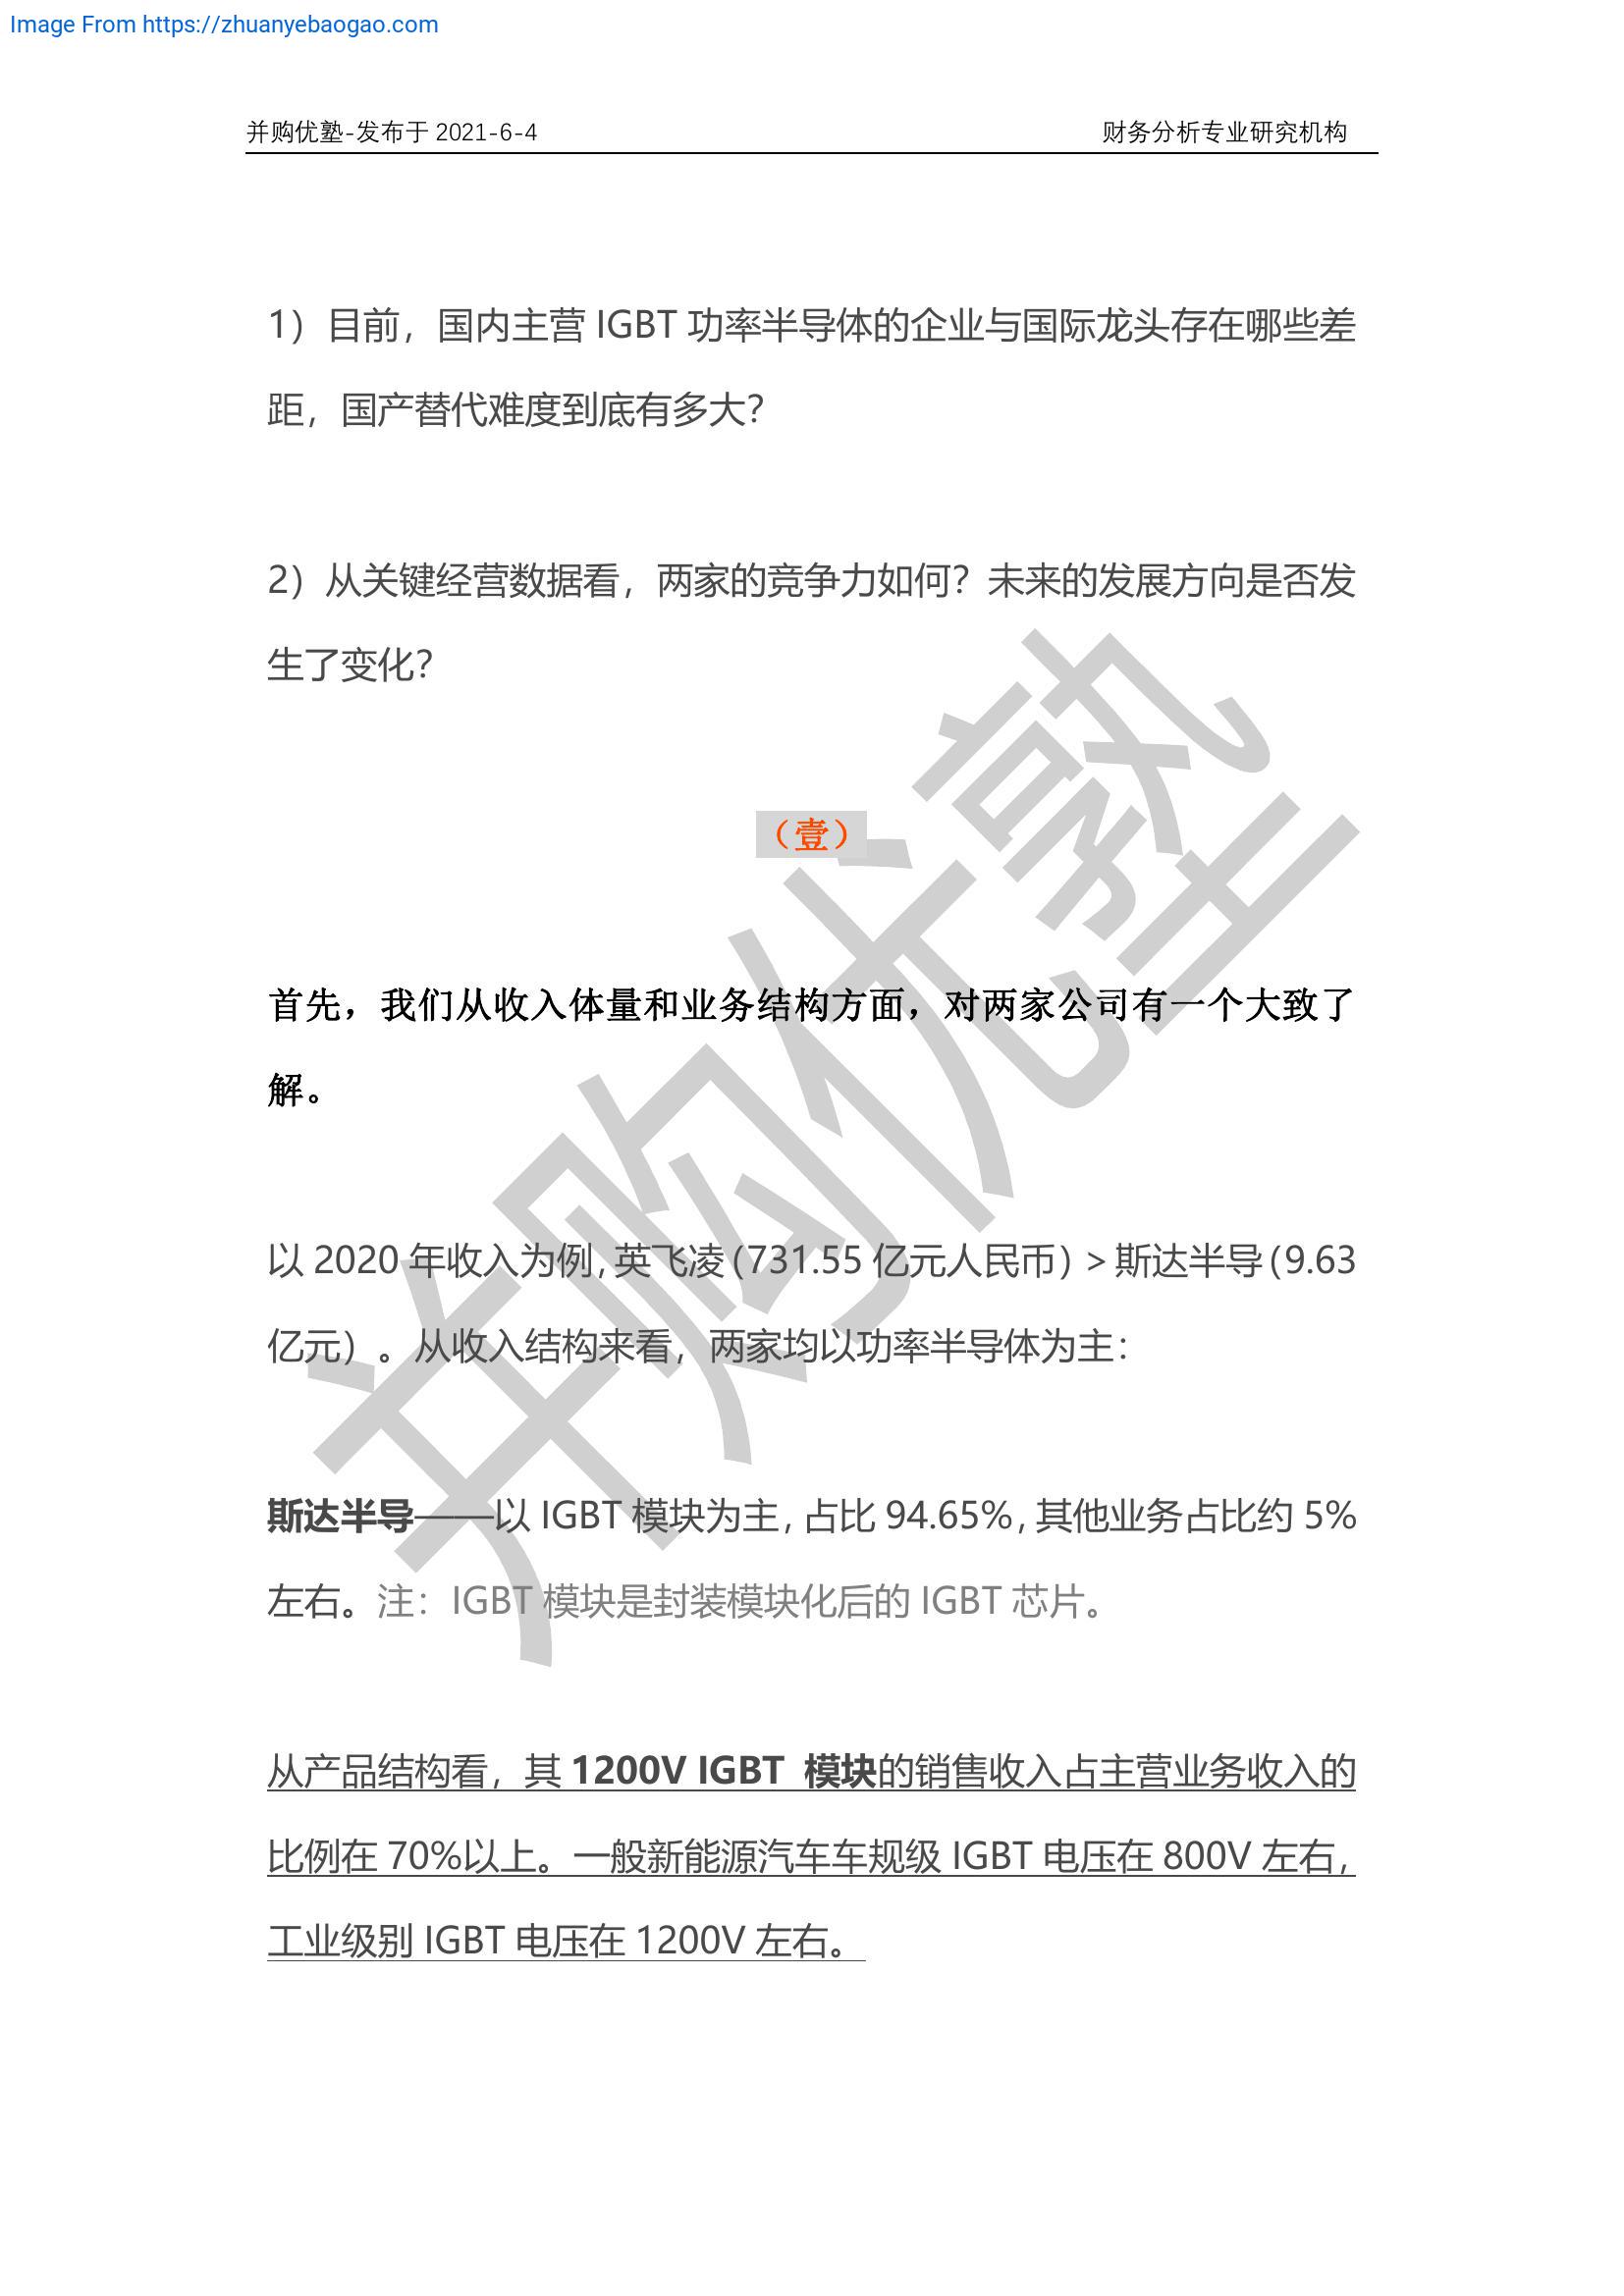 Image From https://zhuanyebaogao.com
并购优塾-发布于 2021-6-4 财务分析专业研究机构
1）目前，国内主营 IGBT 功率半导体的企业与国际龙头存在哪些差
距，国产替代难度到底有多大？
2）从关键经营数据看，两家的竞争力如何？未来的发展方向是否发
生了变化？
（壹）
首先，我们从收入体量和业务结构方面，对两家公司有一个大致了
解。
以 2020 年收入为例，英飞凌（731.55 亿元人民币）＞斯达半导（9.63
亿元）。从收入结构来看，两家均以功率半导体为主：
斯达半导——以 IGBT 模块为主，占比 94.65%，其他业务占比约 5%
左右。注：IGBT 模块是封装模块化后的 IGBT 芯片。
从产品结构看，其 1200V IGBT 模块的销售收入占主营业务收入的
比例在 70%以上。一般新能源汽车车规级 IGBT 电压在 800V 左右，
工业级别 IGBT 电压在 1200V 左右。
并购优塾